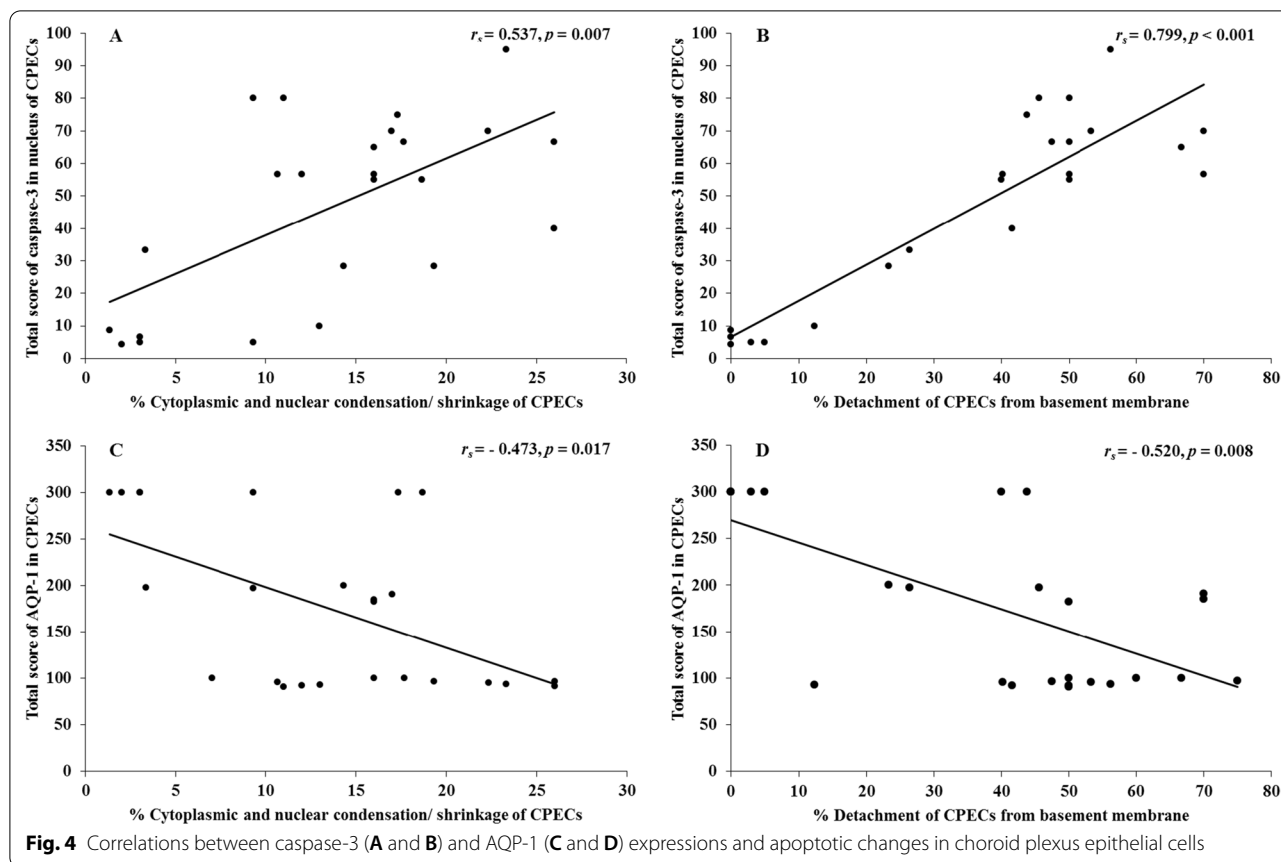 A
r_s = 0.537, p = 0.007
Total score of caspase-3 in nucleus of CPECs
100
90
80
70
60
50
40
30
20
10
0
0 5 10 15 20 25 30
% Cytoplasmic and nuclear condensation/ shrinkage of CPECs
B
r_s = 0.799, p < 0.001
Total score of caspase-3 in nucleus of CPECs
100
90
80
70
60
50
40
30
20
10
0
0 10 20 30 40 50 60 70 80
% Detachment of CPECs from basement membrane
C
r_s = - 0.473, p = 0.017
Total score of AQP-1 in CPECs
350
300
250
200
150
100
50
0
0 5 10 15 20 25 30
% Cytoplasmic and nuclear condensation/ shrinkage of CPECs
D
r_s = - 0.520, p = 0.008
Total score of AQP-1 in CPECs
350
300
250
200
150
100
50
0
0 10 20 30 40 50 60 70 80
% Detachment of CPECs from basement membrane
Fig. 4 Correlations between caspase-3 (A and B) and AQP-1 (C and D) expressions and apoptotic changes in choroid plexus epithelial cells